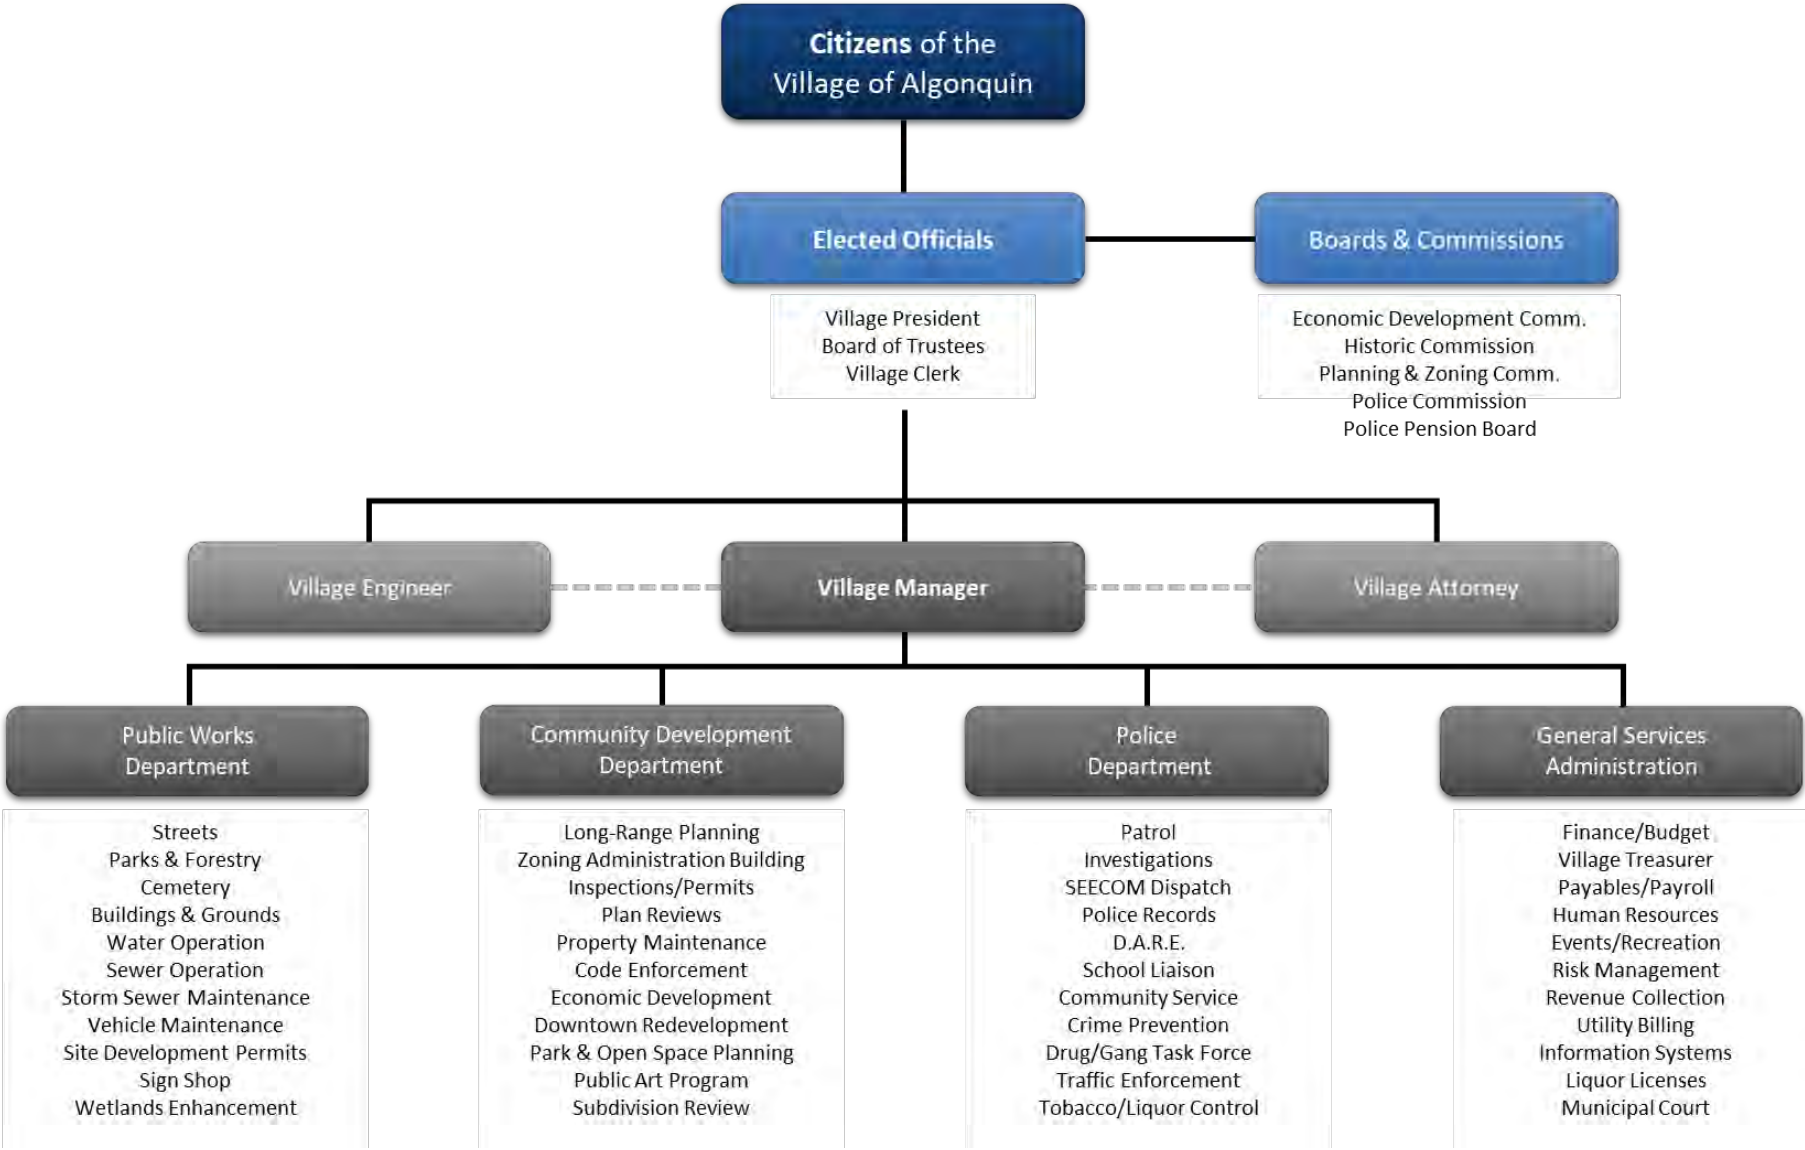 Citizens of the
Village of Algonquin
Elected Officials
Boards & Commissions
Village President
Board of Trustees
Village Clerk
Economic Development Comm.
Historic Commission
Planning & Zoning Comm.
Police Commission
Police Pension Board
Village Engineer
Village Manager
Village Attorney
Public Works
Department
Community Development
Department
Police
Department
General Services
Administration
Streets
Parks & Forestry
Cemetery
Buildings & Grounds
Water Operation
Sewer Operation
Storm Sewer Maintenance
Vehicle Maintenance
Site Development Permits
Sign Shop
Wetlands Enhancement
Long-Range Planning
Zoning Administration Building
Inspections/Permits
Plan Reviews
Property Maintenance
Code Enforcement
Economic Development
Downtown Redevelopment
Park & Open Space Planning
Public Art Program
Subdivision Review
Patrol
Investigations
SEECOM Dispatch
Police Records
D.A.R.E.
School Liaison
Community Service
Crime Prevention
Drug/Gang Task Force
Traffic Enforcement
Tobacco/Liquor Control
Finance/Budget
Village Treasurer
Payables/Payroll
Human Resources
Events/Recreation
Risk Management
Revenue Collection
Utility Billing
Information Systems
Liquor Licenses
Municipal Court